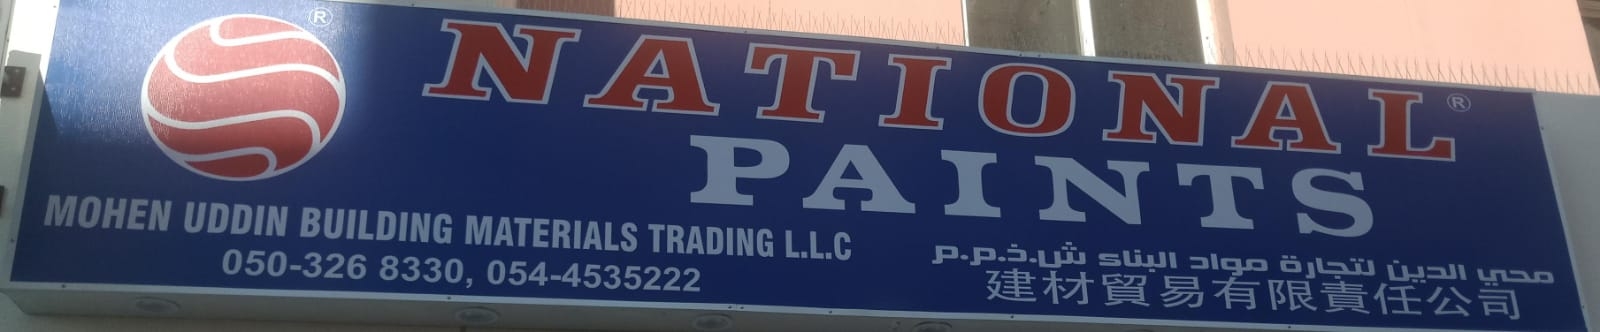 NATIONAL®
PAINTS
MOHEN UDDIN BUILDING MATERIALS TRADING L.L.C
050-326 8330, 054-4535222
محي الدين لتجارة مواد البناء ش.ذ.م.م
建材貿易有限責任公司